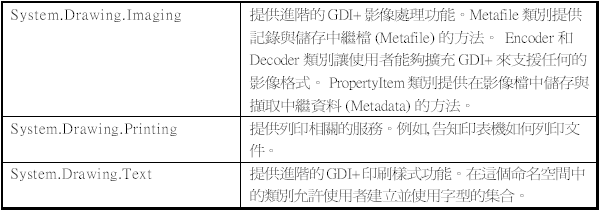 System.Drawing.Imaging
提供進階的 GDI+ 影像處理功能。Metafile 類別提供
記錄與儲存中繼檔 (Metafile) 的方法。 Encoder 和
Decoder 類別讓使用者能夠擴充 GDI+ 來支援任何的
影像格式。 PropertyItem 類別提供在影像檔中儲存與
擷取中繼資料 (Metadata) 的方法。
System.Drawing.Printing
提供列印相關的服務。例如,告知印表機如何列印文
件。
System.Drawing.Text
提供進階的GDI+印刷樣式功能。在這個命名空間中
的類別允許使用者建立並使用字型的集合。